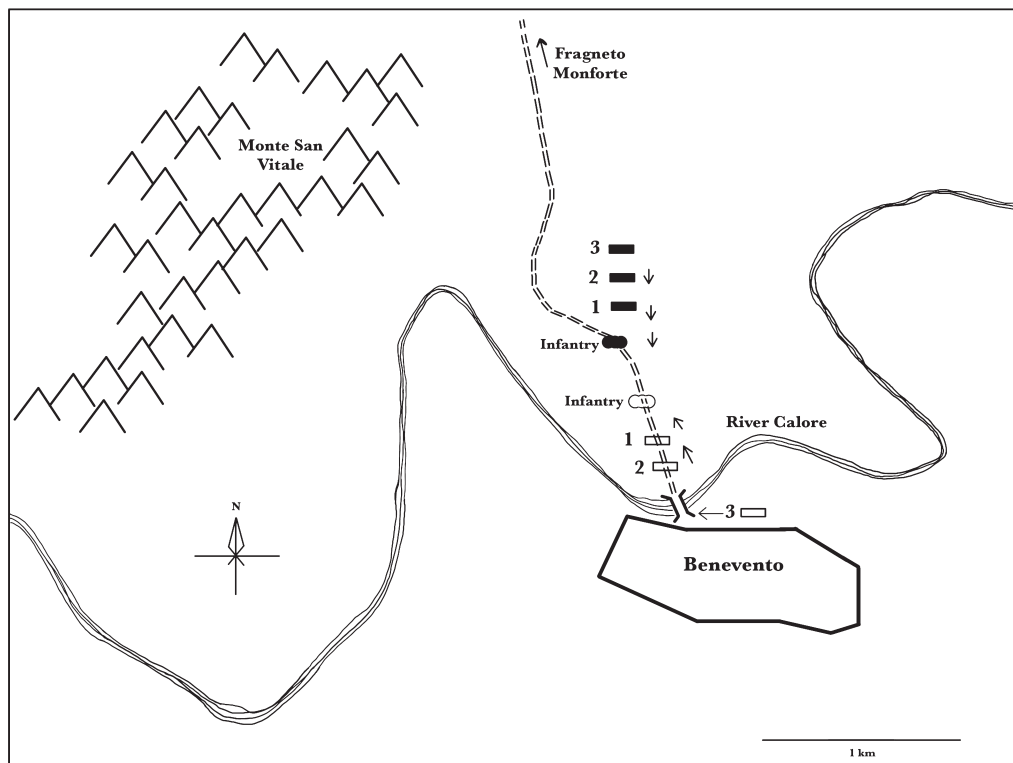 Fragneto
Monforte
Monte San
Vitale
3
2
1
Infantry
Infantry
River Calore
1
2
3
Benevento
N
1 km